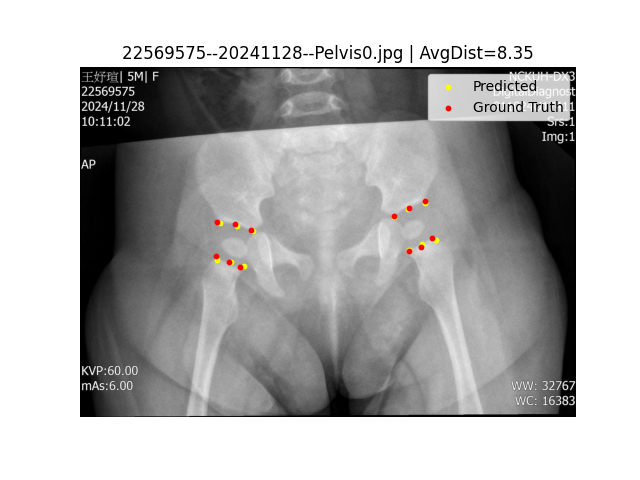 22569575--20241128--Pelvis0.jpg | AvgDist=8.35
王妤瑄| 5M| F
22569575
2024/11/28
10:11:02
AP
NCKUH-DX3
DigitalDiagnost
11
Srs:1
Img:1
Predicted
Ground Truth
KVP:60.00
mAs:6.00
WW: 32767
WC: 16383